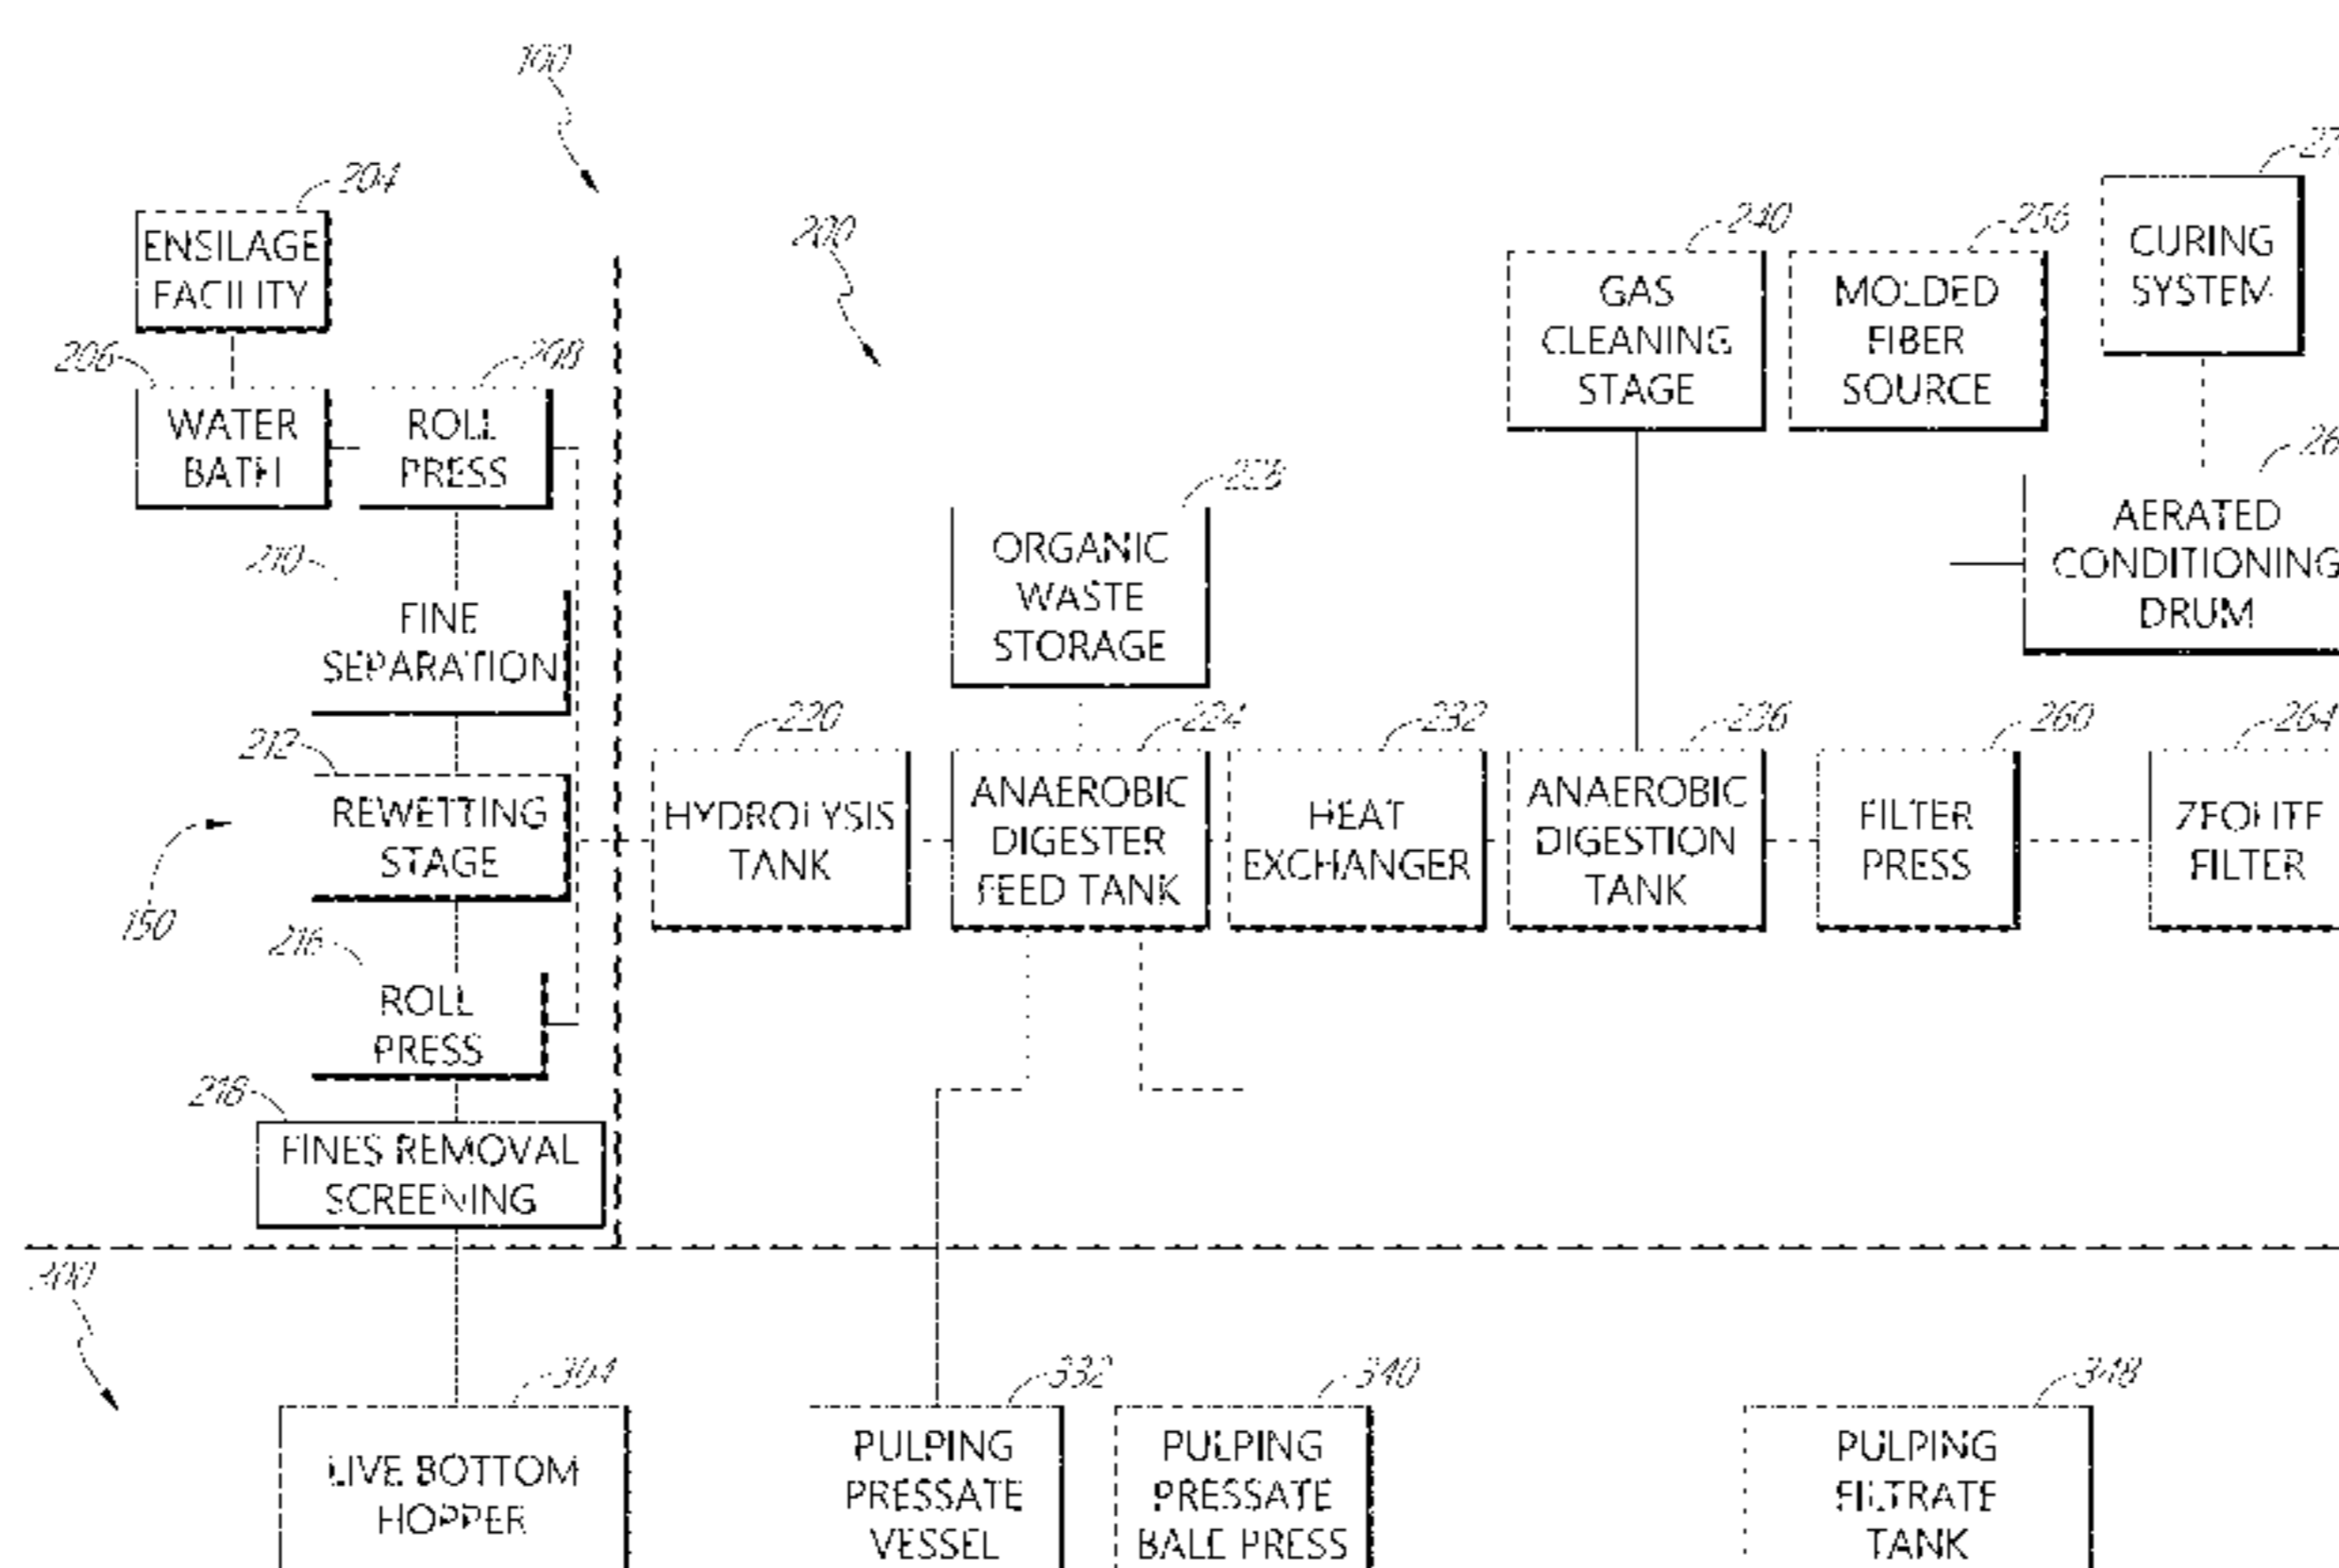 100
204
ENSILAGE
FACILITY
200
240
GAS
CLEANING
STAGE
256
MOLDED
FIBER
SOURCE
CURING
SYSTEM
206
WATER
BATH
208
ROLL
PRESS
228
ORGANIC
WASTE
STORAGE
AERATED
CONDITIONING
DRUM
210
FINE
SEPARATION
212
REWETTING
STAGE
150
220
HYDROLYSIS
TANK
224
ANAEROBIC
DIGESTER
FEED TANK
232
HEAT
EXCHANGER
236
ANAEROBIC
DIGESTION
TANK
260
FILTER
PRESS
264
ZEOLITE
FILTER
216
ROLL
PRESS
218
FINES REMOVAL
SCREENING
300
304
LIVE BOTTOM
HOPPER
332
PULPING
PRESSATE
VESSEL
340
PULPING
PRESSATE
BALE PRESS
348
PULPING
FILTRATE
TANK